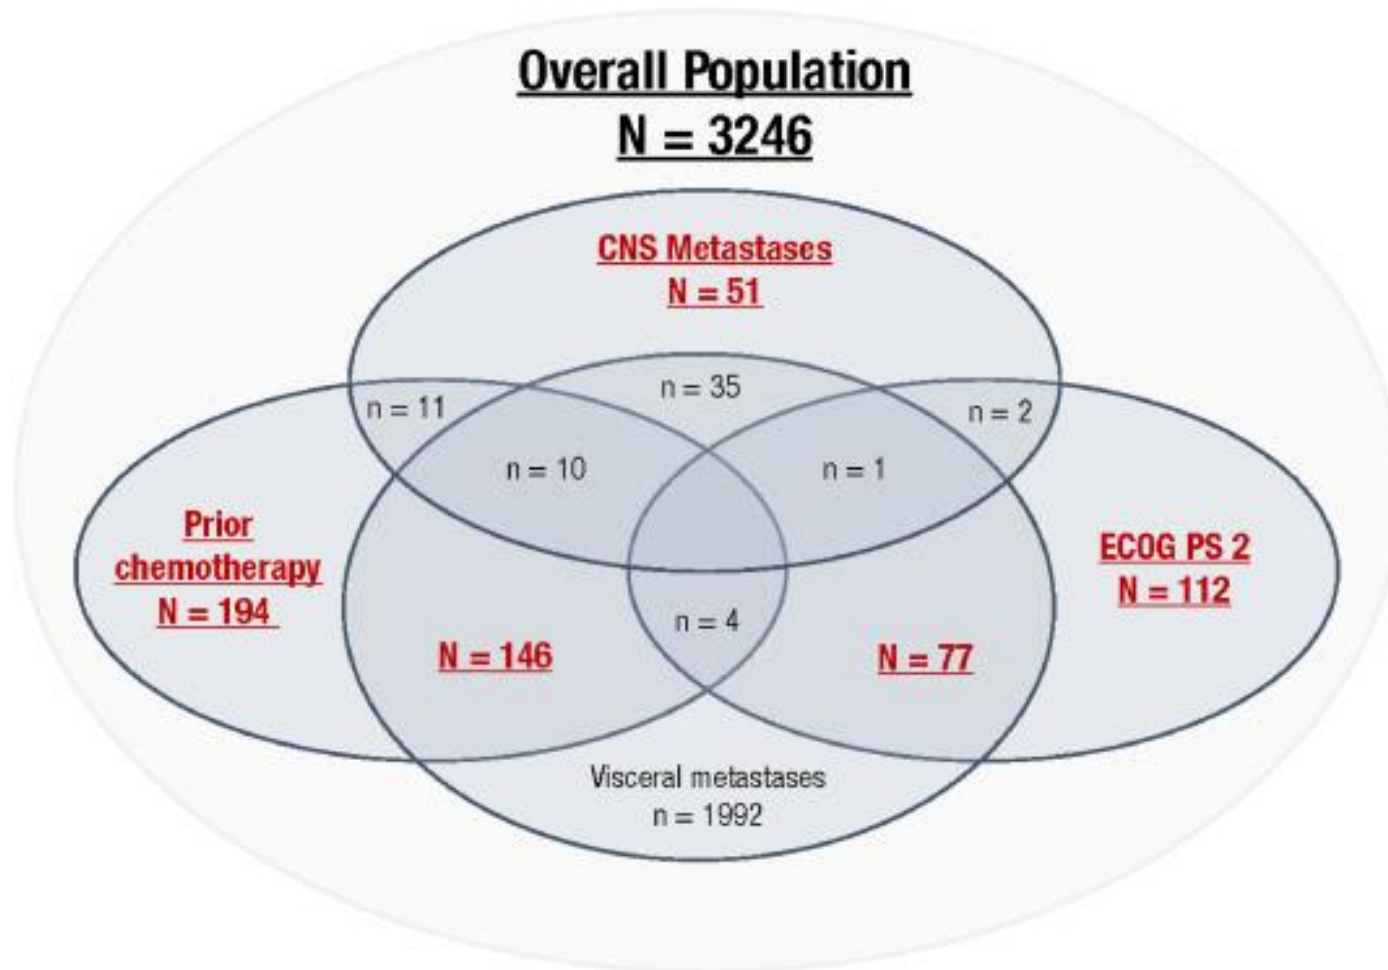 Overall Population
N = 3246
CNS Metastases
N = 51
n = 35
n = 11
n = 2
n = 10
n = 1
Prior
chemotherapy
N = 194
ECOG PS 2
N = 112
n = 4
N = 146
N = 77
Visceral metastases
n = 1992